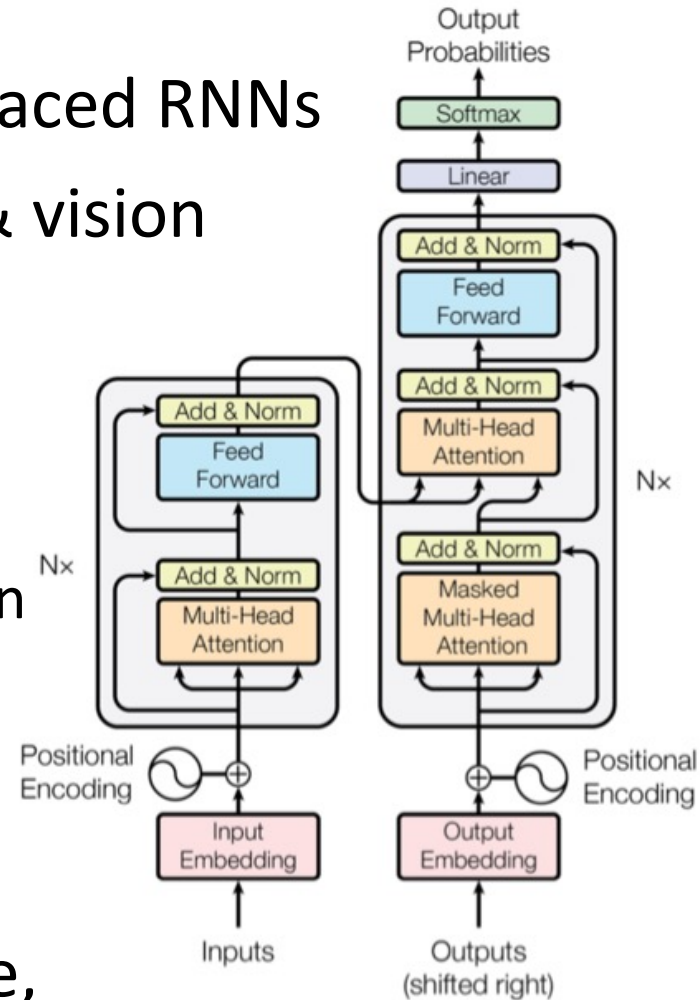 aced RNNs
& vision
n
e,
Output
Probabilities
Softmax
Linear
Add & Norm
Feed
Forward
Add & Norm
Multi-Head
Attention
Nx
Add & Norm
Masked
Multi-Head
Attention
Positional
Encoding
Output
Embedding
Outputs
(shifted right)
Add & Norm
Feed
Forward
Nx
Add & Norm
Multi-Head
Attention
Positional
Encoding
Input
Embedding
Inputs